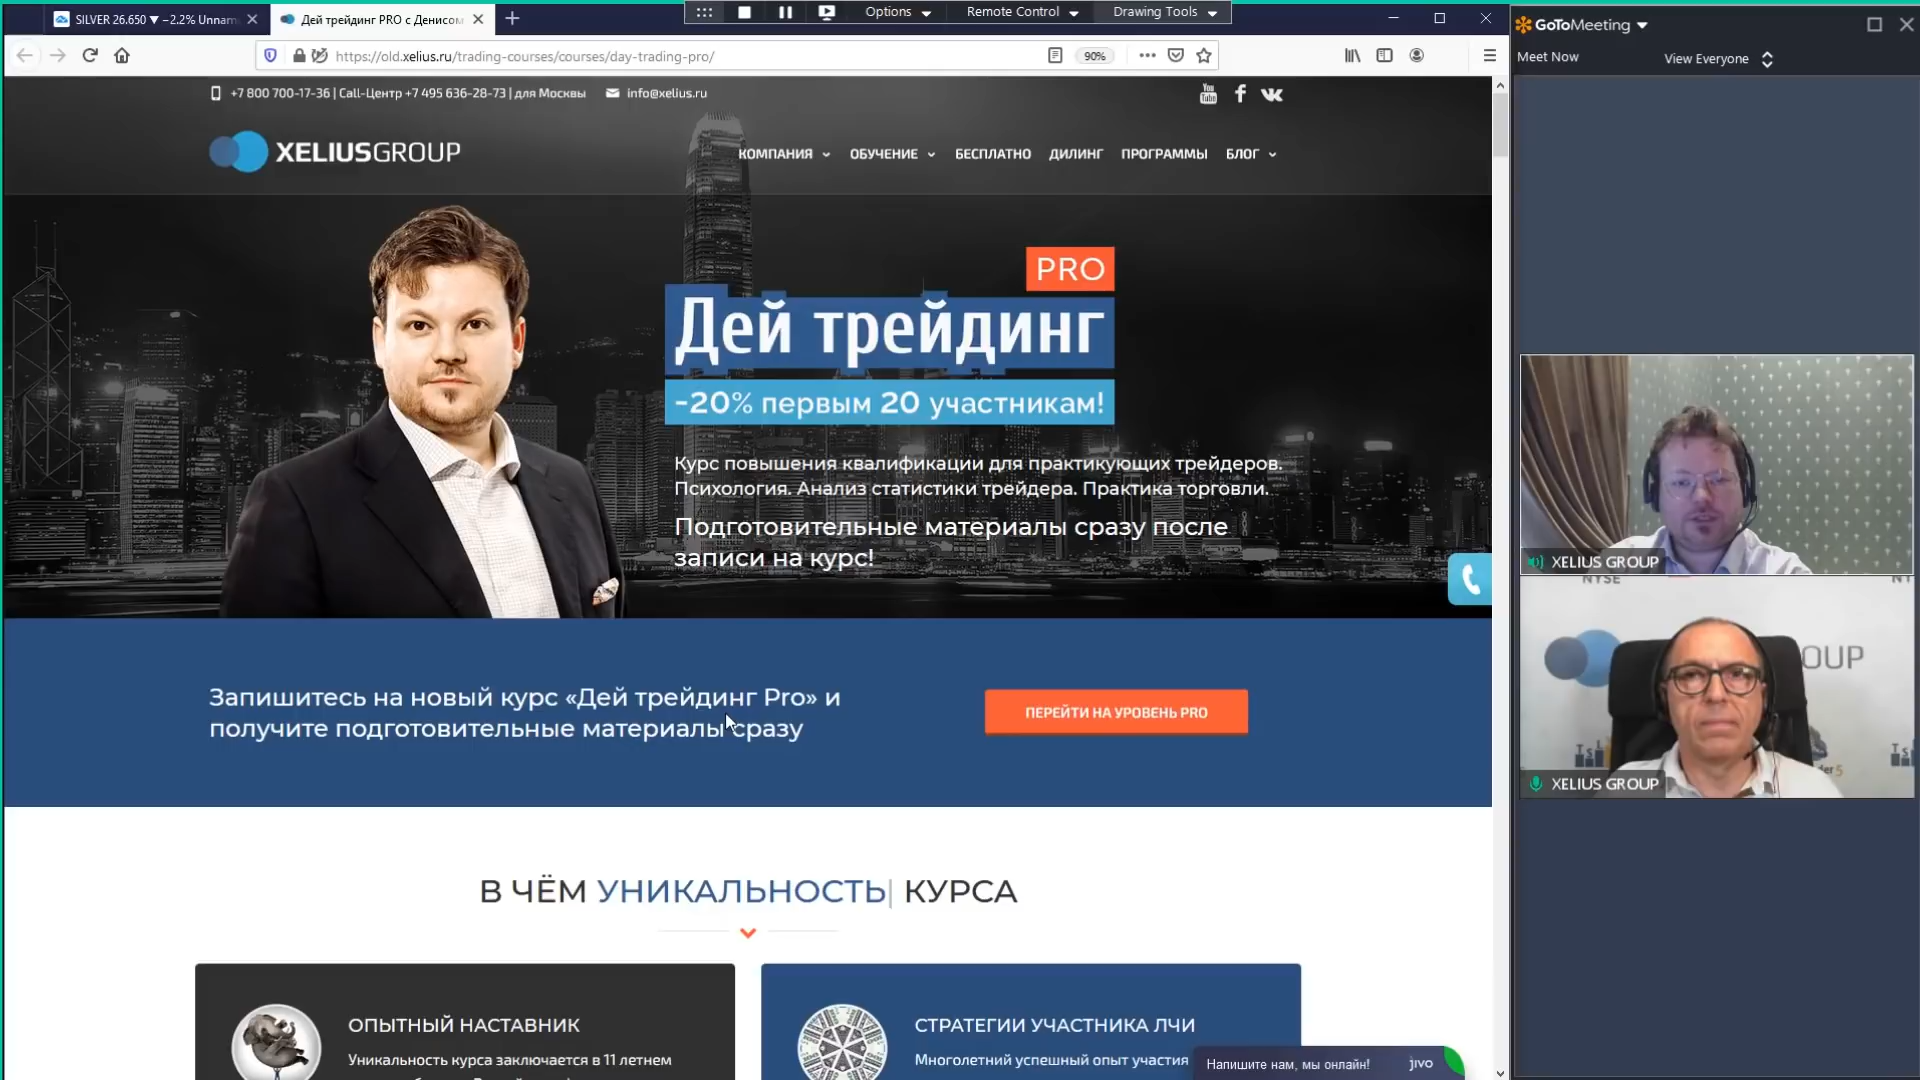 SILVER 26.650 ▼ −2.2% Unnam
Дей трейдинг PRO с Денисом
Options
Remote Control
Drawing Tools
GoToMeeting
https://old.xelius.ru/trading-courses/courses/day-trading-pro/
90%
Meet Now
View Everyone
+7 800 700-17-36 | Call-Центр +7 495 636-28-73 | для Москвы
info@xelius.ru
You
Tube
XELIUSGROUP
КОМПАНИЯ
ОБУЧЕНИЕ
БЕСПЛАТНО
ДИЛИНГ
ПРОГРАММЫ
БЛОГ
PRO
Дей трейдинг
-20% первым 20 участникам!
Курс повышения квалификации для практикующих трейдеров.
Психология. Анализ статистики трейдера. Практика торговли.
Подготовительные материалы сразу после
записи на курс!
Запишитесь на новый курс «Дей трейдинг Pro» и
получите подготовительные материалы сразу
ПЕРЕЙТИ НА УРОВЕНЬ PRO
В ЧЁМ УНИКАЛЬНОСТЬ| КУРСА
ОПЫТНЫЙ НАСТАВНИК
Уникальность курса заключается в 11 летнем
СТРАТЕГИИ УЧАСТНИКА ЛЧИ
Многолетний успешный опыт участия
Напишите нам, мы онлайн!
jivo
XELIUS GROUP
NYSE
OUP
TSL
XELIUS GROUP